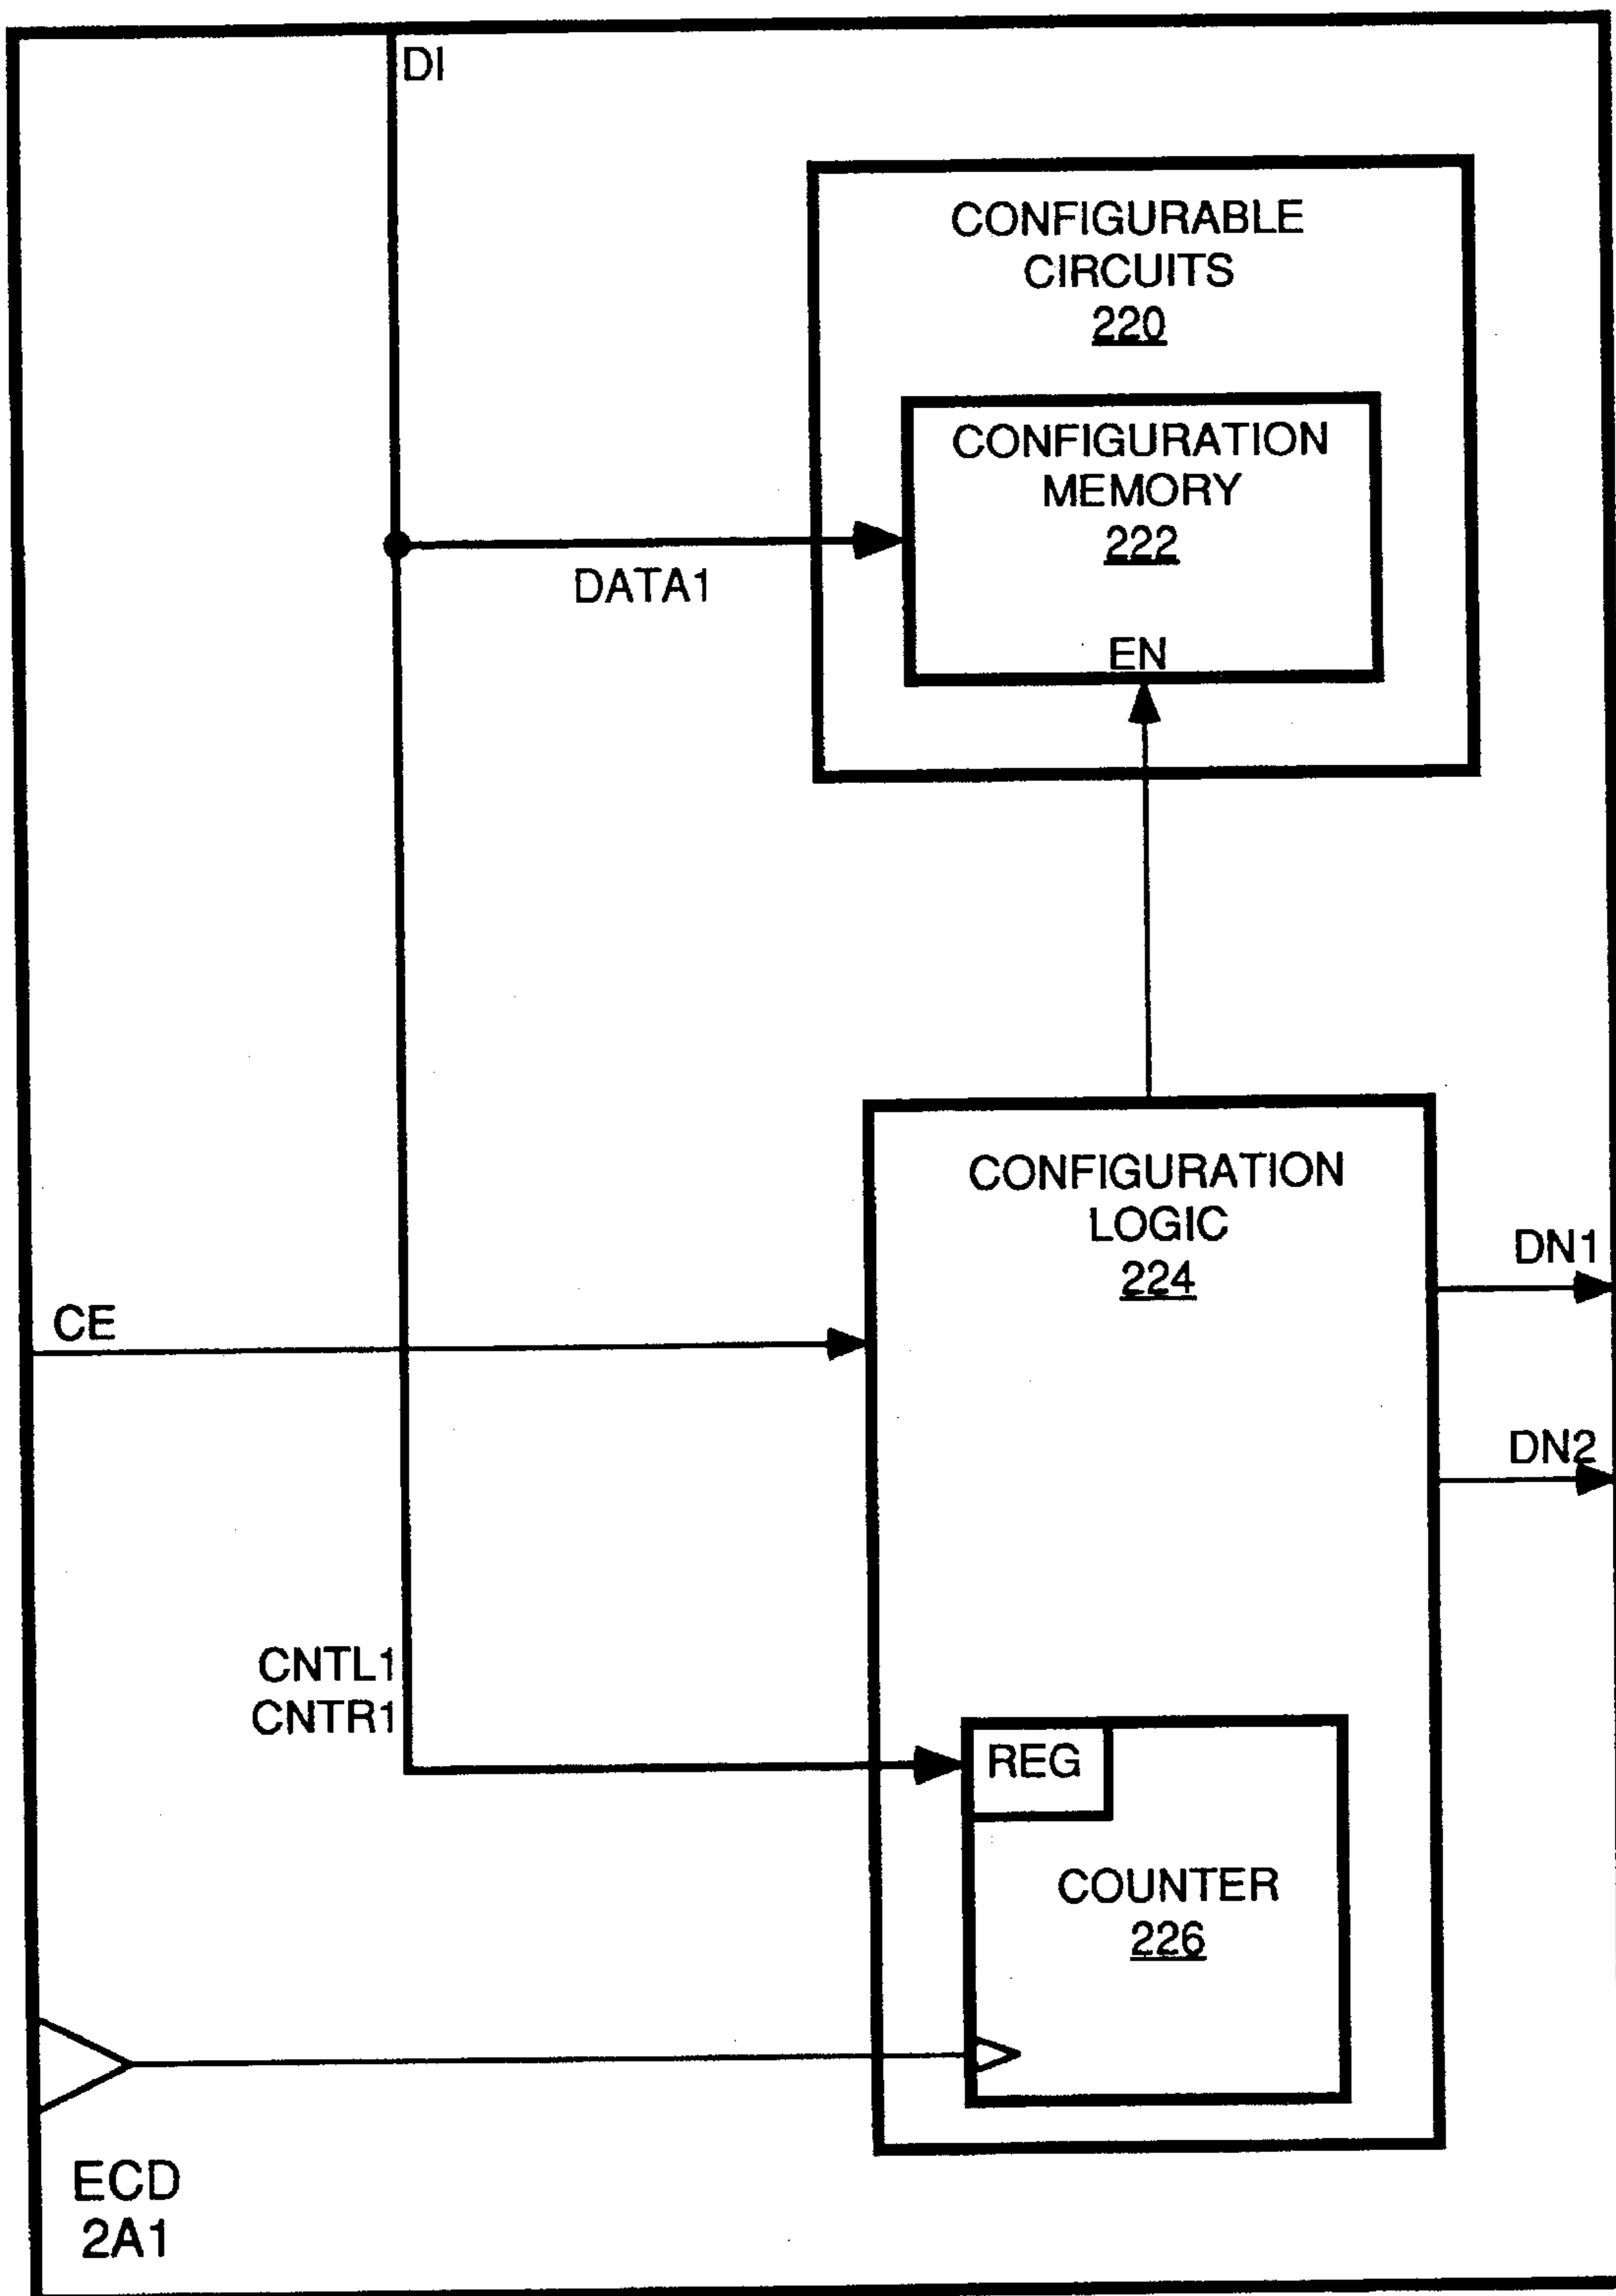 DI
CONFIGURABLE
CIRCUITS
220
CONFIGURATION
MEMORY
222
DATA1
EN
CONFIGURATION
LOGIC
224
DN1
CE
DN2
CNTL1
CNTR1
REG
COUNTER
226
ECD
2A1